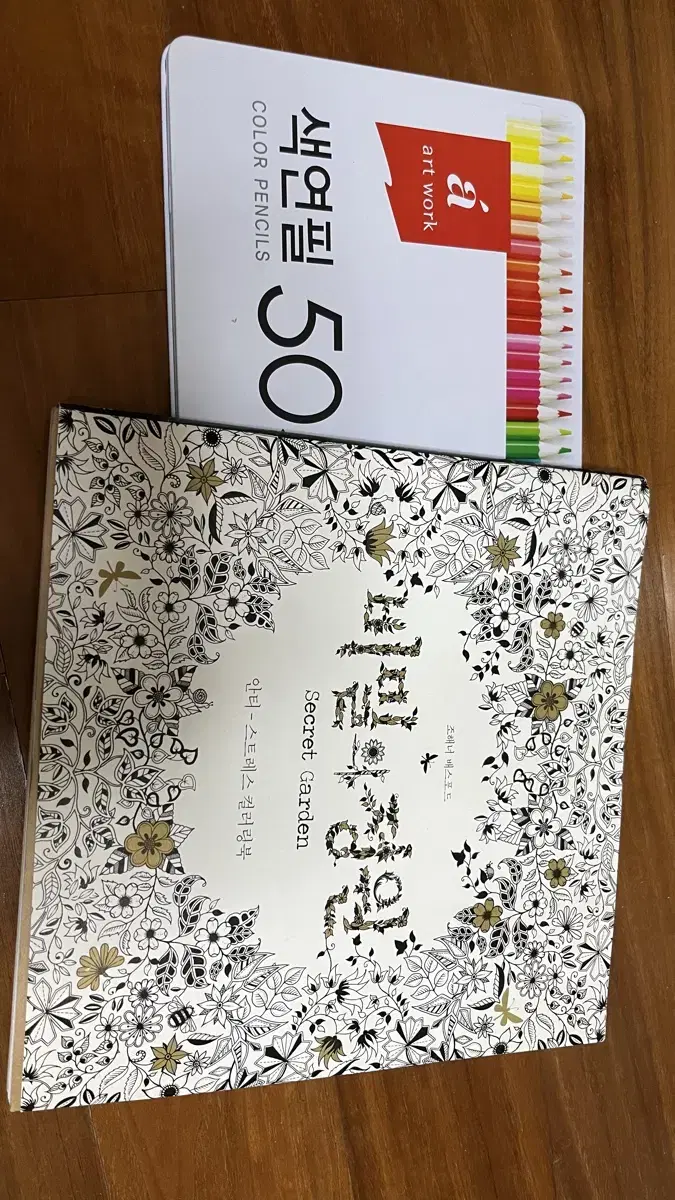 á
art work
색연필 50
COLOR PENCILS
조해너 배스포드
비밀의 정원
Secret Garden
안티-스트레스 컬러링북